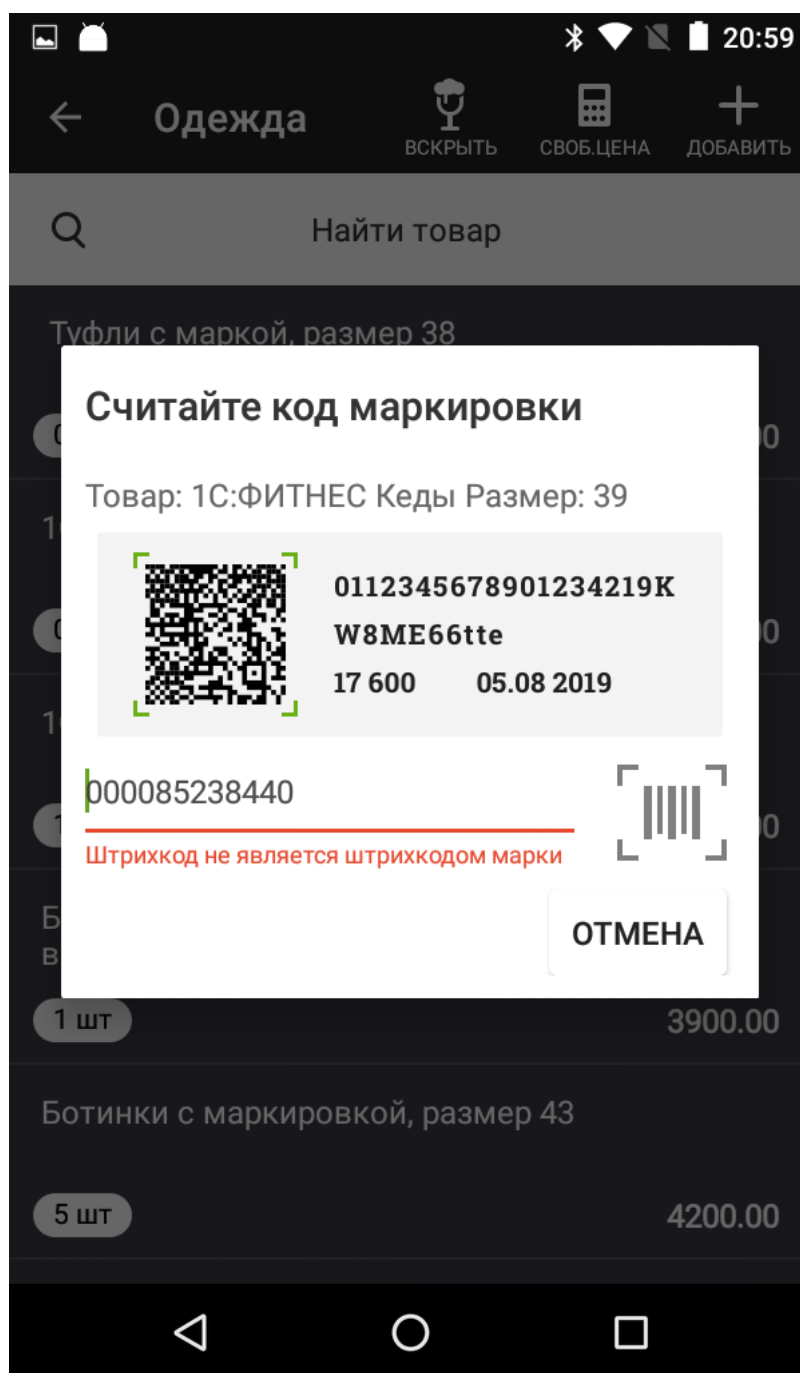 20:59
Одежда
ВСКРЫТЬ
СВОБ.ЦЕНА
ДОБАВИТЬ
Найти товар
Туфли с маркой, размер 38
Считайте код маркировки
Товар: 1С:ФИТНЕС Кеды Размер: 39
0112345678901234219K
W8ME66tte
17 600 05.08 2019
000085238440
Штрихкод не является штрихкодом марки
ОТМЕНА
1 шт 3900.00
Ботинки с маркировкой, размер 43
5 шт 4200.00